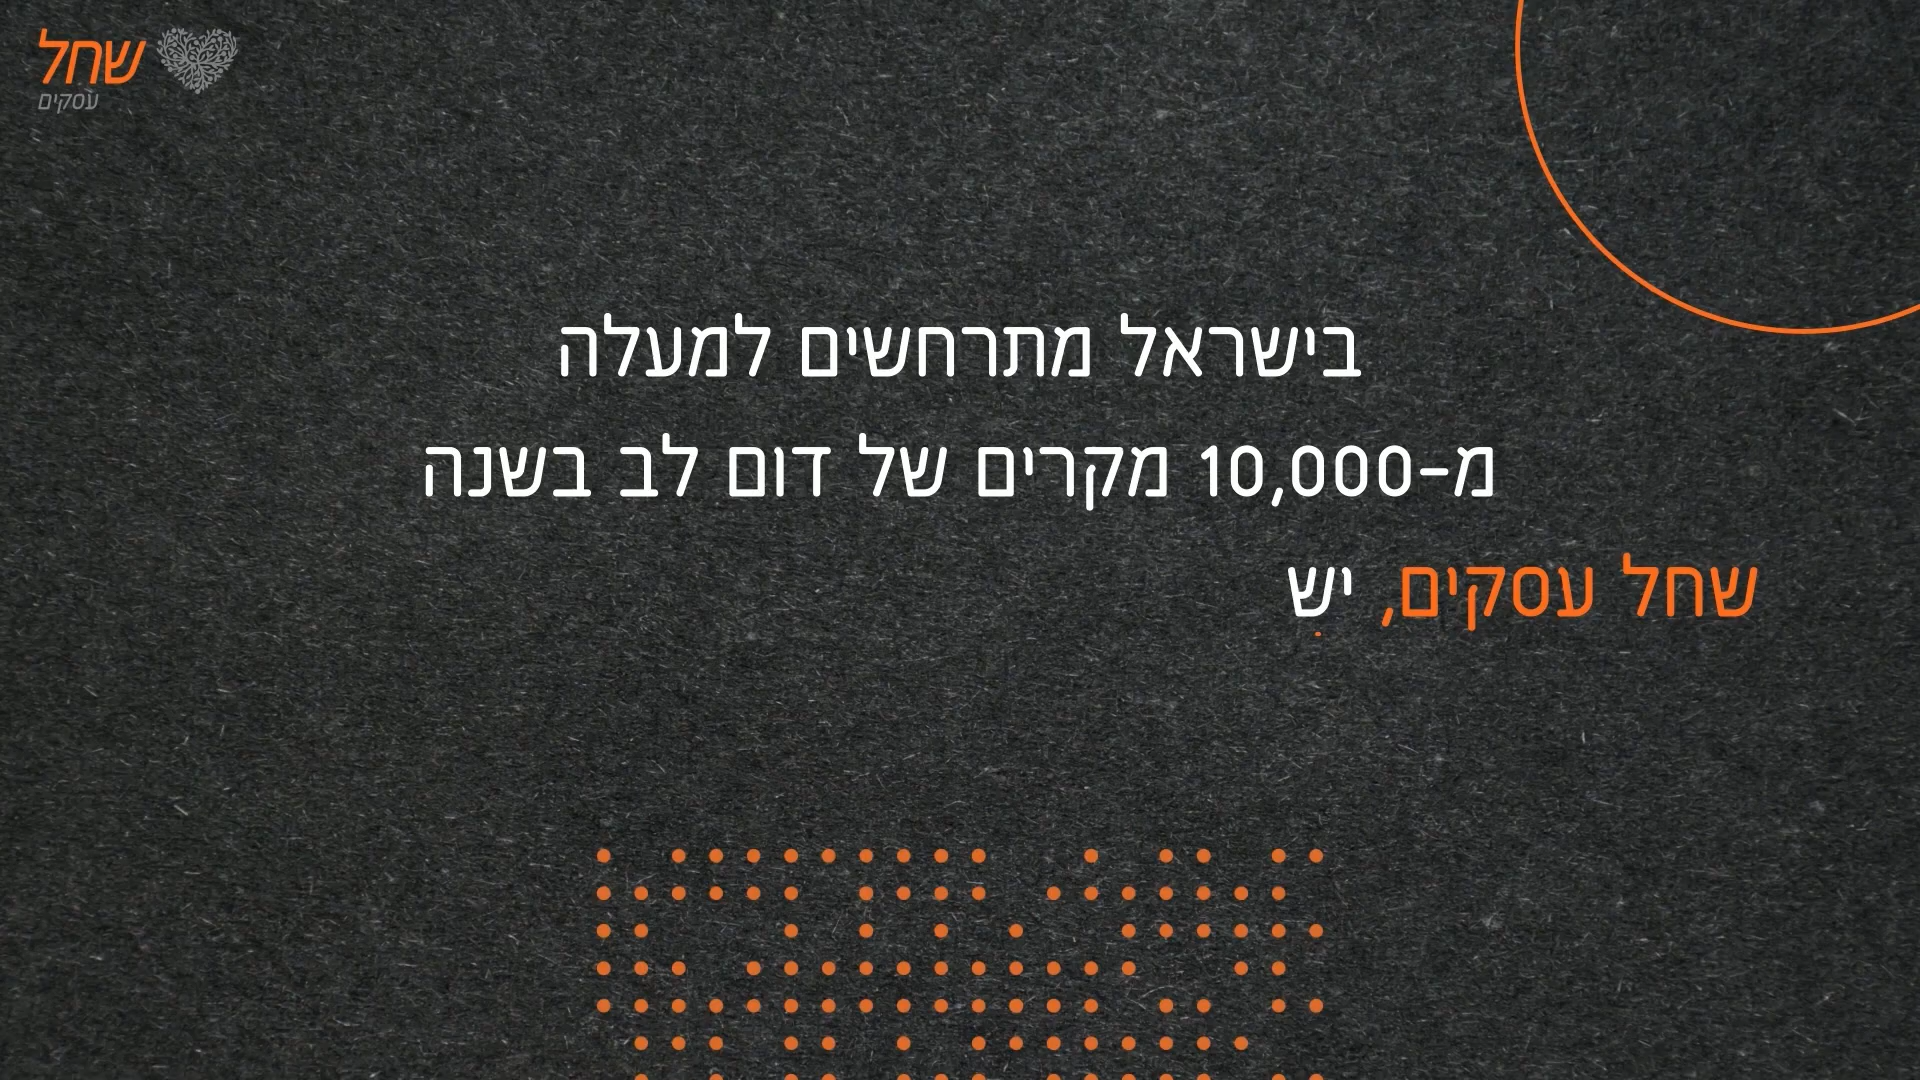 שחל
עסקים
בישראל מתרחשים למעלה
מ-10,000 מקרים של דום לב בשנה
שחל עסקים, יש